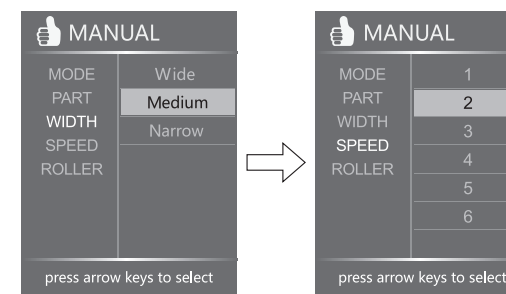 MANUAL
MODE
PART
WIDTH
SPEED
ROLLER
Wide
Medium
Narrow
press arrow keys to select
MANUAL
MODE
PART
WIDTH
SPEED
ROLLER
1
2
3
4
5
6
press arrow keys to select